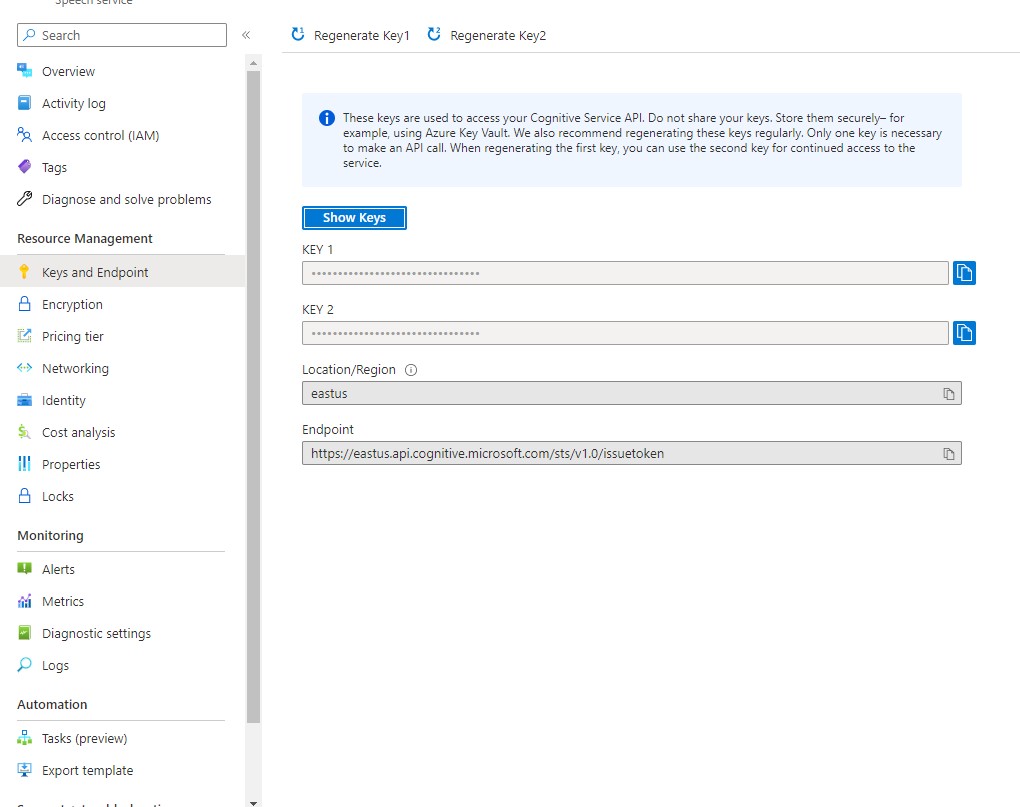 Speech service
Search
«
Overview
Activity log
Access control (IAM)
Tags
Diagnose and solve problems
Resource Management
Keys and Endpoint
Encryption
Pricing tier
Networking
Identity
Cost analysis
Properties
Locks
Monitoring
Alerts
Metrics
Diagnostic settings
Logs
Automation
Tasks (preview)
Export template
Regenerate Key1
Regenerate Key2
These keys are used to access your Cognitive Service API. Do not share your keys. Store them securely– for
example, using Azure Key Vault. We also recommend regenerating these keys regularly. Only one key is necessary
to make an API call. When regenerating the first key, you can use the second key for continued access to the
service.
Show Keys
KEY 1
••••••••••••••••••••••••••••••••
KEY 2
••••••••••••••••••••••••••••••••
Location/Region
eastus
Endpoint
https://eastus.api.cognitive.microsoft.com/sts/v1.0/issuetoken